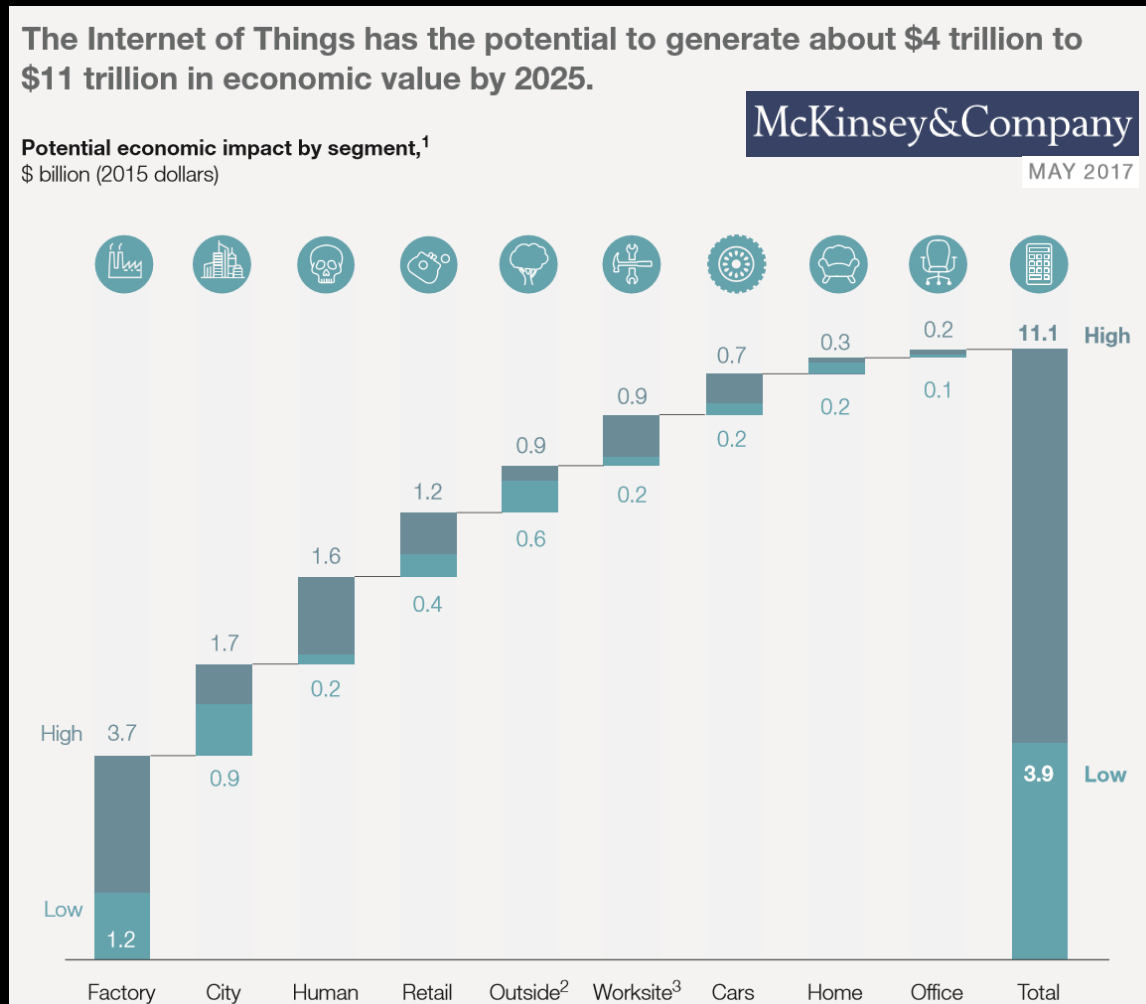 The Internet of Things has the potential to generate about $4 trillion to
$11 trillion in economic value by 2025.
McKinsey&Company
MAY 2017
Potential economic impact by segment,¹
$ billion (2015 dollars)
High 3.7
1.7
1.6
1.2
0.9
0.9
0.7
0.3
0.2
11.1 High
Low 1.2
0.9
0.2
0.4
0.6
0.2
0.2
0.2
0.1
3.9 Low
Factory City Human Retail Outside² Worksite³ Cars Home Office Total